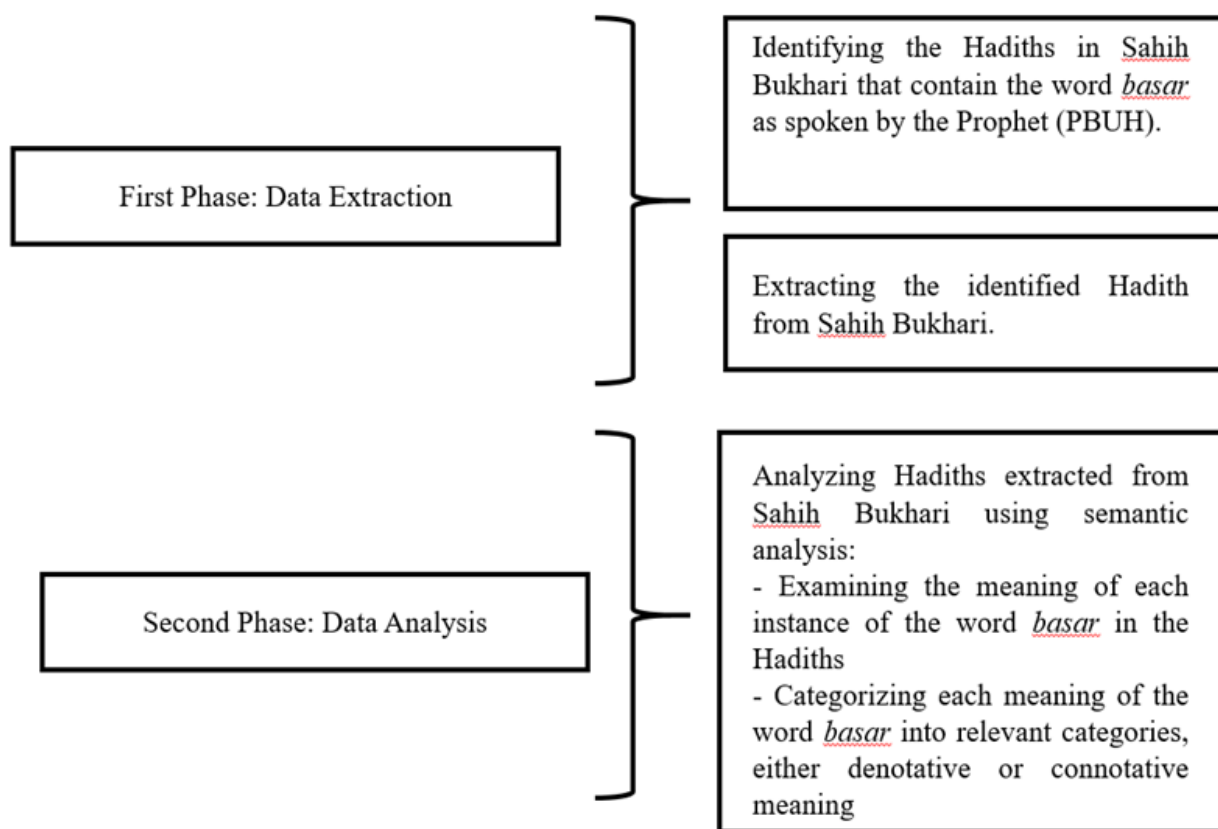 First Phase: Data Extraction
Identifying the Hadiths in Sahih
Bukhari that contain the word basar
as spoken by the Prophet (PBUH).
Extracting the identified Hadith
from Sahih Bukhari.
Second Phase: Data Analysis
Analyzing Hadiths extracted from
Sahih Bukhari using semantic
analysis:
- Examining the meaning of each
instance of the word basar in the
Hadiths
- Categorizing each meaning of the
word basar into relevant categories,
either denotative or connotative
meaning